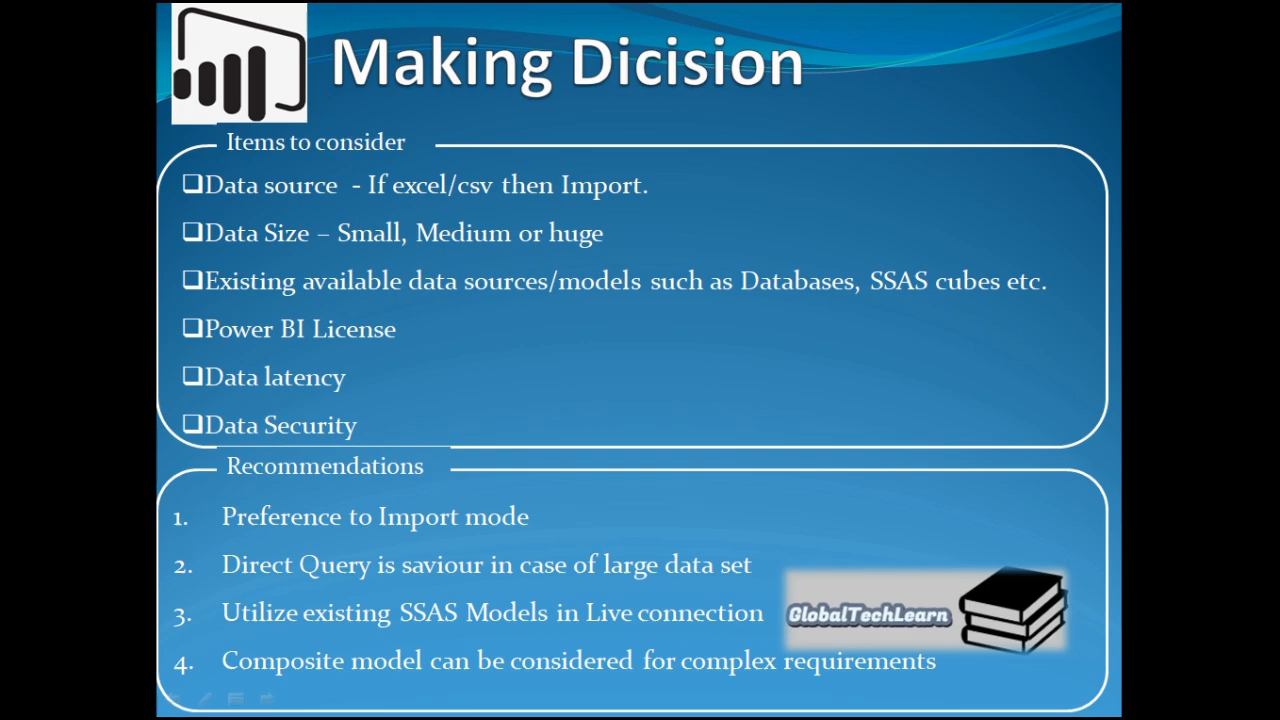 Making Dicision
Items to consider
❑Data source - If excel/csv then Import.
❑Data Size – Small, Medium or huge
❑Existing available data sources/models such as Databases, SSAS cubes etc.
❑Power BI License
❑Data latency
❑Data Security
Recommendations
1. Preference to Import mode
2. Direct Query is saviour in case of large data set
3. Utilize existing SSAS Models in Live connection
GlobalTechLearn
4. Composite model can be considered for complex requirements